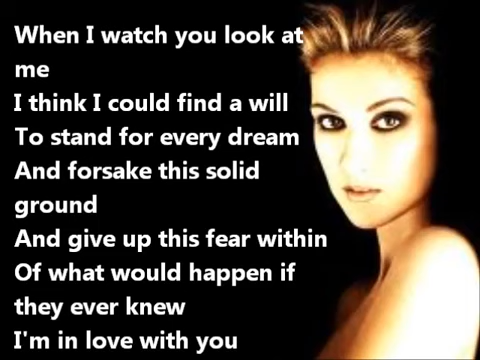 When I watch you look at
me
I think I could find a will
To stand for every dream
And forsake this solid
ground
And give up this fear within
Of what would happen if
they ever knew
I'm in love with you